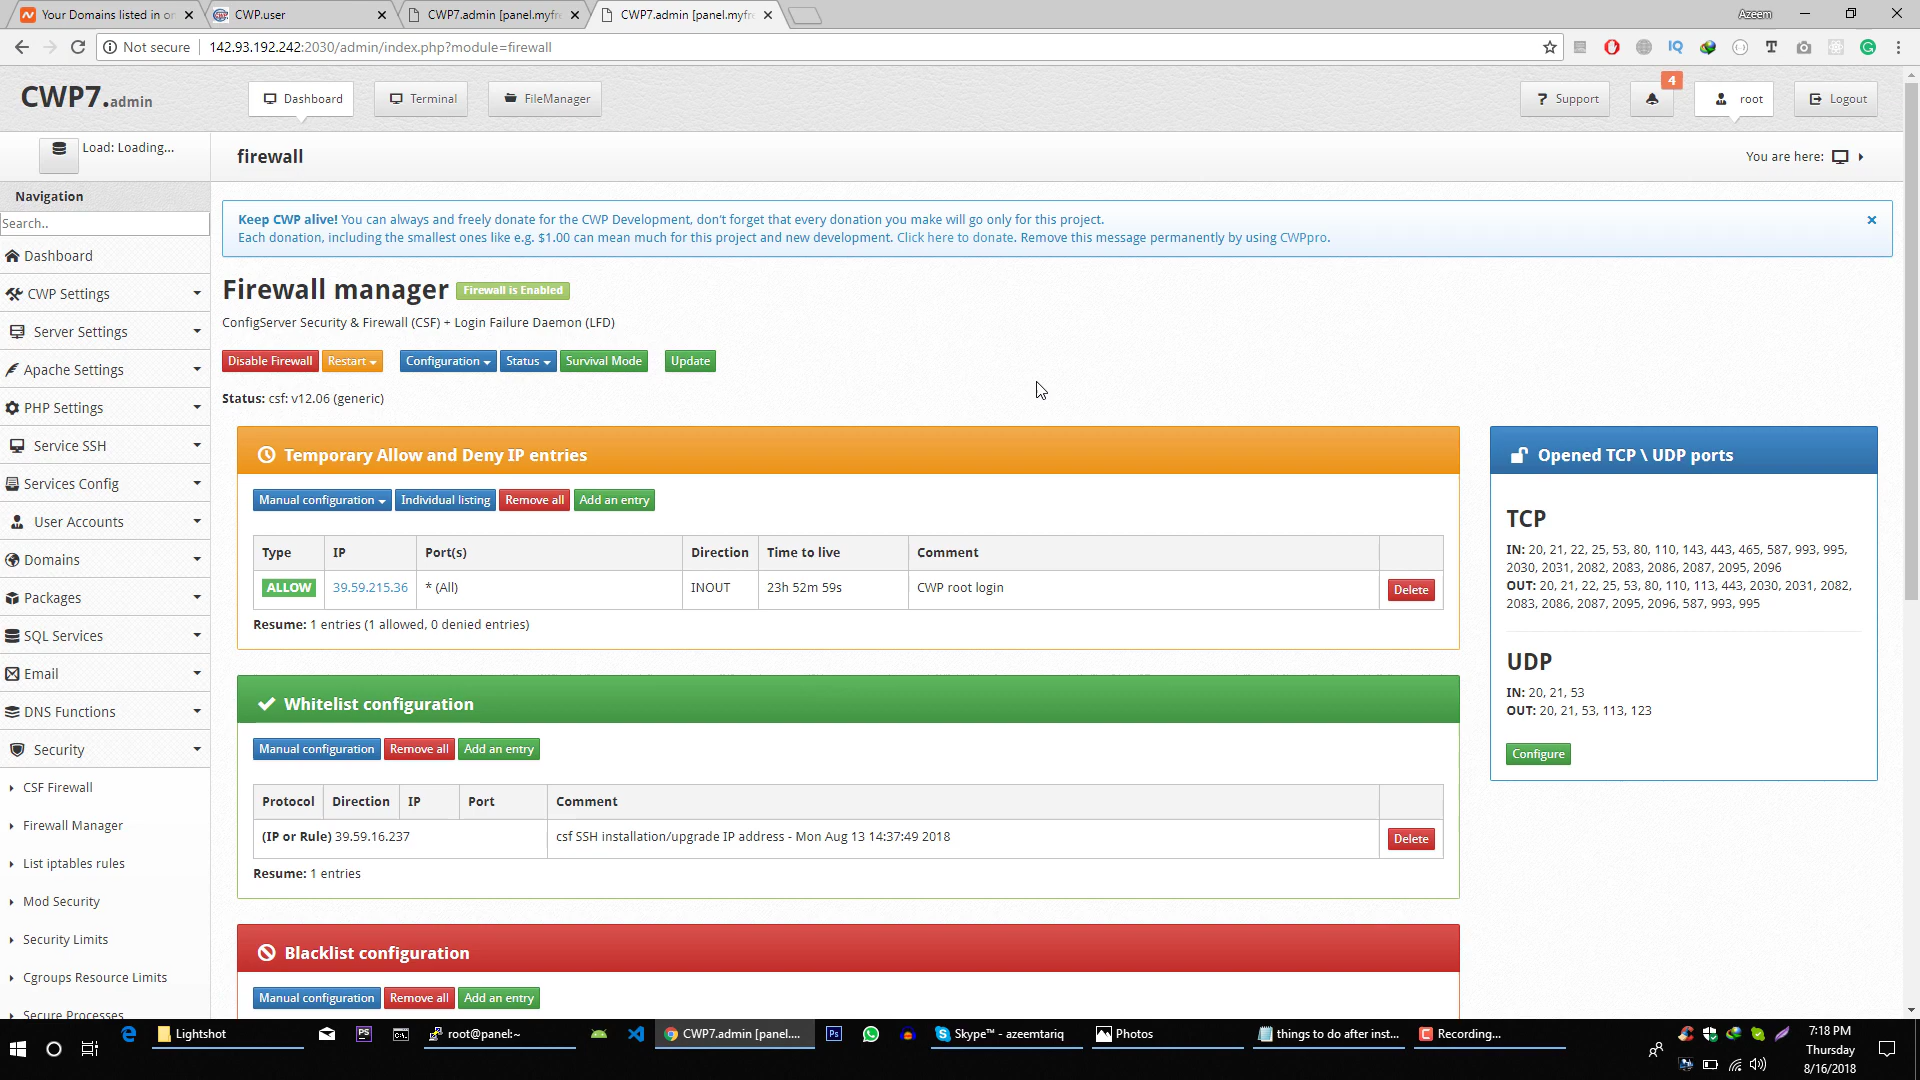 Your Domains listed in on
CWP.user
CWP7.admin [panel.myfr
CWP7.admin [panel.myfr
Azeem
Not secure
142.93.192.242:2030/admin/index.php?module=firewall
CWP7.admin
Dashboard
Terminal
FileManager
Support
4
root
Logout
Load: Loading...
firewall
You are here:
Navigation
Search..
Dashboard
CWP Settings
Server Settings
Apache Settings
PHP Settings
Service SSH
Services Config
User Accounts
Domains
Packages
SQL Services
Email
DNS Functions
Security
CSF Firewall
Firewall Manager
List iptables rules
Mod Security
Security Limits
Cgroups Resource Limits
Secure Processes
Keep CWP alive! You can always and freely donate for the CWP Development, don't forget that every donation you make will go only for this project.
Each donation, including the smallest ones like e.g. $1.00 can mean much for this project and new development. Click here to donate. Remove this message permanently by using CWPpro.
Firewall manager Firewall is Enabled
ConfigServer Security & Firewall (CSF) + Login Failure Daemon (LFD)
Disable Firewall Restart Configuration Status Survival Mode Update
Status: csf: v12.06 (generic)
Temporary Allow and Deny IP entries
Manual configuration Individual listing Remove all Add an entry
Type IP Port(s) Direction Time to live Comment
ALLOW 39.59.215.36 * (All) INOUT 23h 52m 59s CWP root login Delete
Resume: 1 entries (1 allowed, 0 denied entries)
Whitelist configuration
Manual configuration Remove all Add an entry
Protocol Direction IP Port Comment
(IP or Rule) 39.59.16.237 csf SSH installation/upgrade IP address - Mon Aug 13 14:37:49 2018 Delete
Resume: 1 entries
Blacklist configuration
Manual configuration Remove all Add an entry
Opened TCP \ UDP ports
TCP
IN: 20, 21, 22, 25, 53, 80, 110, 143, 443, 465, 587, 993, 995,
2030, 2031, 2082, 2083, 2086, 2087, 2095, 2096
OUT: 20, 21, 22, 25, 53, 80, 110, 113, 443, 2030, 2031, 2082,
2083, 2086, 2087, 2095, 2096, 587, 993, 995
UDP
IN: 20, 21, 53
OUT: 20, 21, 53, 113, 123
Configure
Lightshot
root@panel:~
CWP7.admin [panel....
Skype™ - azeemtariq
Photos
things to do after inst...
Recording...
7:18 PM
Thursday
8/16/2018